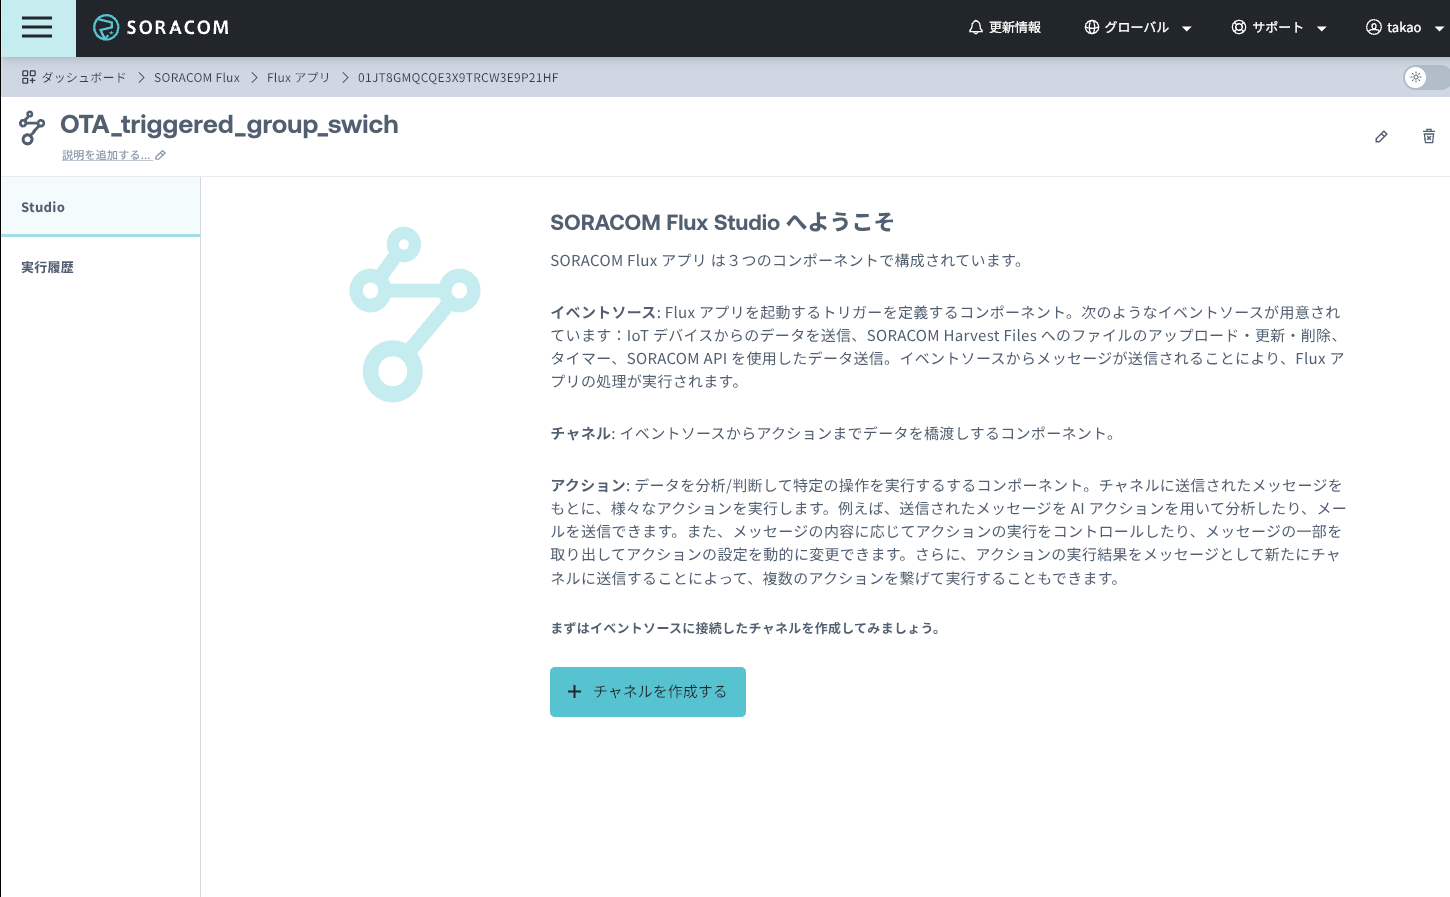 SORACOM
更新情報
グローバル
サポート
takao
ダッシュボード
SORACOM Flux
Flux アプリ
01JT8GMQCQE3X9TRCW3E9P21HF
OTA_triggered_group_swich
説明を追加する...
Studio
実行履歴
SORACOM Flux Studio へようこそ
SORACOM Flux アプリ は３つのコンポーネントで構成されています。
イベントソース: Flux アプリを起動するトリガーを定義するコンポーネント。次のようなイベントソースが用意され
ています：IoT デバイスからのデータを送信、SORACOM Harvest Files へのファイルのアップロード・更新・削除、
タイマー、SORACOM API を使用したデータ送信。イベントソースからメッセージが送信されることにより、Flux ア
プリの処理が実行されます。
チャネル: イベントソースからアクションまでデータを橋渡しするコンポーネント。
アクション: データを分析/判断して特定の操作を実行するするコンポーネント。チャネルに送信されたメッセージを
もとに、様々なアクションを実行します。例えば、送信されたメッセージを AI アクションを用いて分析したり、メー
ルを送信できます。また、メッセージの内容に応じてアクションの実行をコントロールしたり、メッセージの一部を
取り出してアクションの設定を動的に変更できます。さらに、アクションの実行結果をメッセージとして新たにチャ
ネルに送信することによって、複数のアクションを繋げて実行することもできます。
まずはイベントソースに接続したチャネルを作成してみましょう。
チャネルを作成する